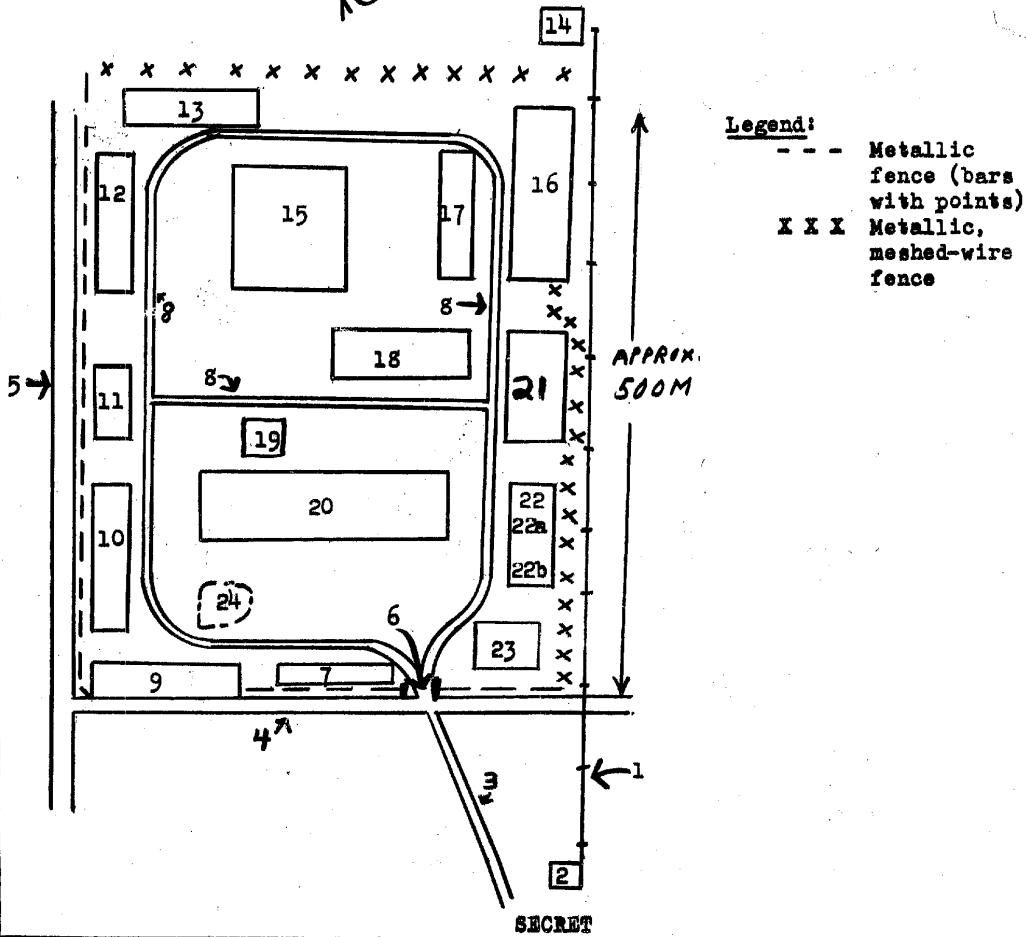 14
13
Legend:
- - - Metallic
fence (bars
with points)
X X X Metallic,
meshed-wire
fence
12
15
17
16
8
8
18
APPROX.
500M
5
11
8
21
19
10
20
22
22a
22b
24
6
23
9
7
4
1
3
2
SECRET